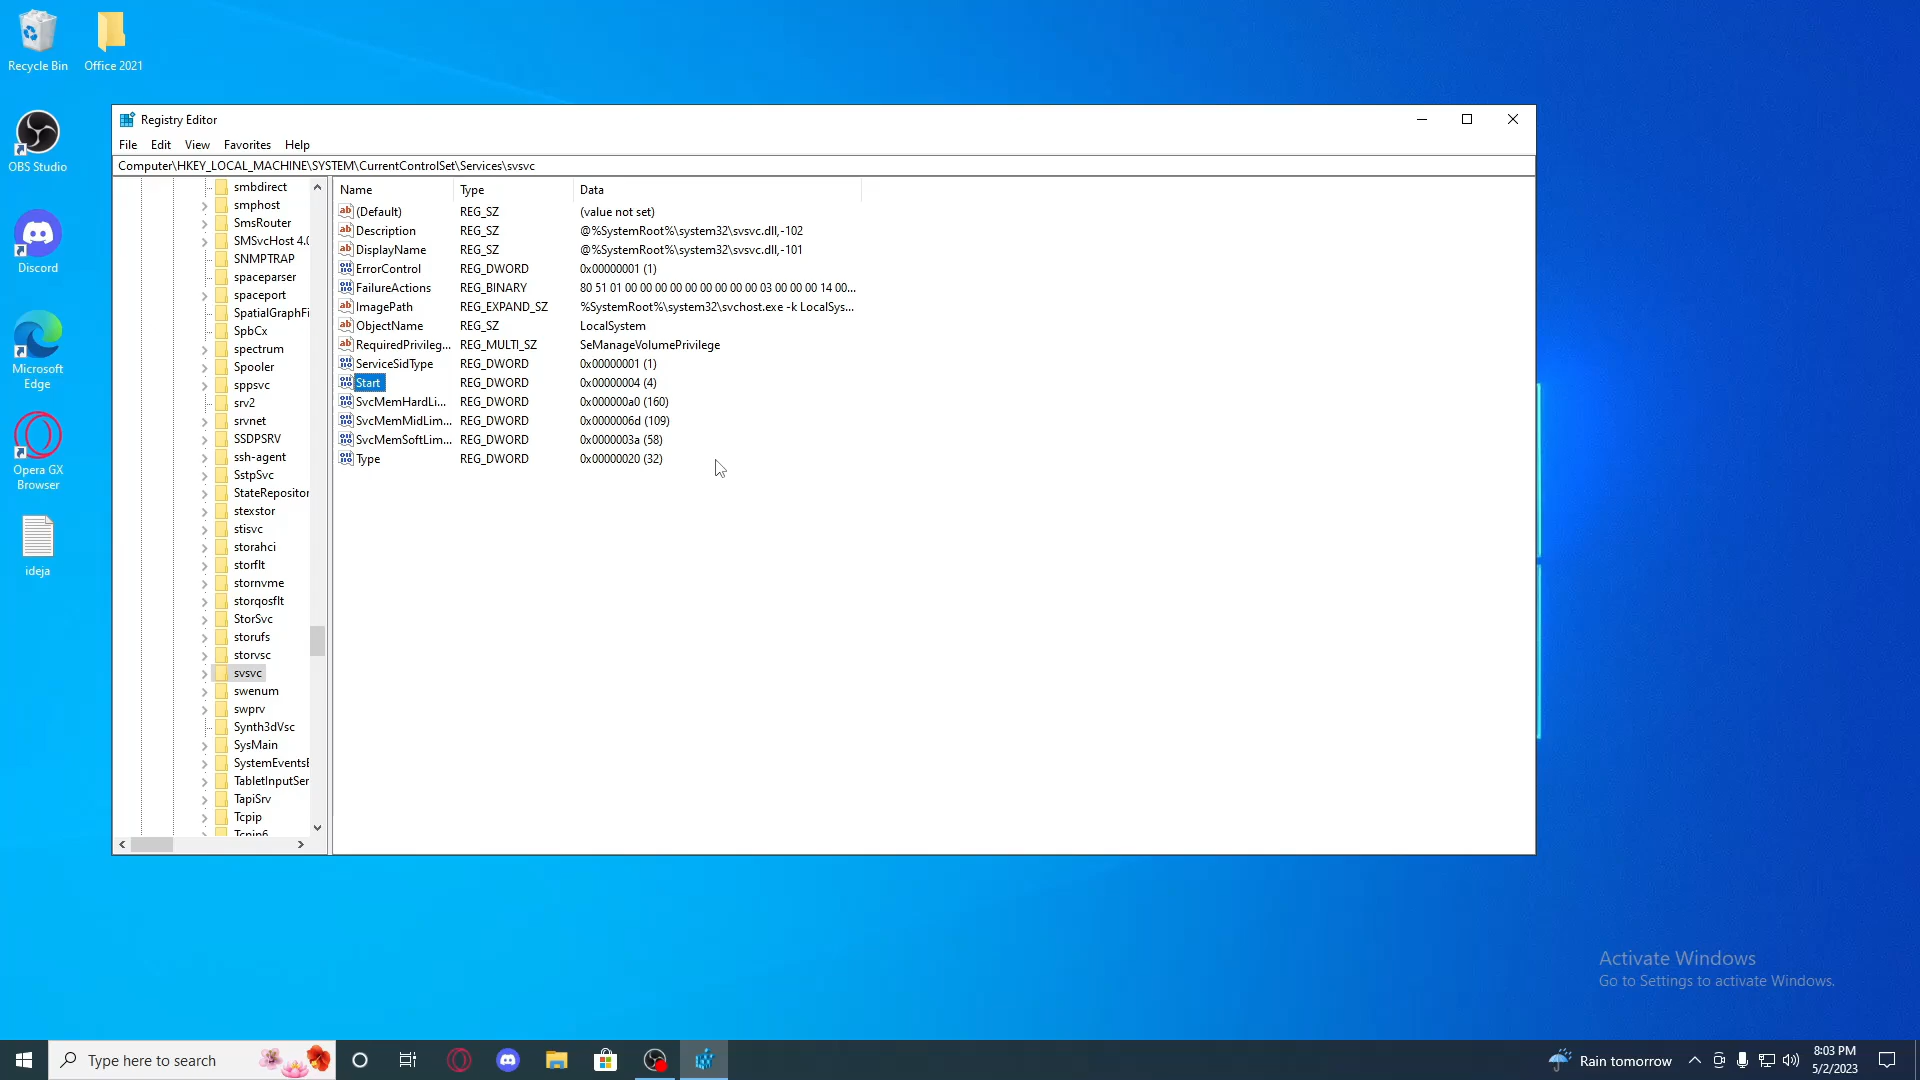 Recycle Bin
Office 2021
OBS Studio
Discord
Microsoft
Edge
Opera GX
Browser
ideja
Registry Editor
File Edit View Favorites Help
Computer\HKEY_LOCAL_MACHINE\SYSTEM\CurrentControlSet\Services\svsvc
smbdirect
smphost
SmsRouter
SMSvcHost 4.0
SNMPTRAP
spaceparser
spaceport
SpatialGraphFi
SpbCx
spectrum
Spooler
sppsvc
srv2
srvnet
SSDPSRV
ssh-agent
SstpSvc
StateRepositor
stexstor
stisvc
storahci
storflt
stornvme
storqosflt
StorSvc
storufs
storvsc
svsvc
swenum
swprv
Synth3dVsc
SysMain
SystemEventsB
TabletInputSer
TapiSrv
Tcpip
Tcpip6
Name Type Data
(Default) REG_SZ (value not set)
Description REG_SZ @%SystemRoot%\system32\svsvc.dll,-102
DisplayName REG_SZ @%SystemRoot%\system32\svsvc.dll,-101
ErrorControl REG_DWORD 0x00000001 (1)
FailureActions REG_BINARY 80 51 01 00 00 00 00 00 00 00 00 00 03 00 00 00 14 00...
ImagePath REG_EXPAND_SZ %SystemRoot%\system32\svchost.exe -k LocalSys...
ObjectName REG_SZ LocalSystem
RequiredPrivileg... REG_MULTI_SZ SeManageVolumePrivilege
ServiceSidType REG_DWORD 0x00000001 (1)
Start REG_DWORD 0x00000004 (4)
SvcMemHardLi... REG_DWORD 0x000000a0 (160)
SvcMemMidLim... REG_DWORD 0x0000006d (109)
SvcMemSoftLim... REG_DWORD 0x0000003a (58)
Type REG_DWORD 0x00000020 (32)
Activate Windows
Go to Settings to activate Windows.
Type here to search
Rain tomorrow
8:03 PM
5/2/2023